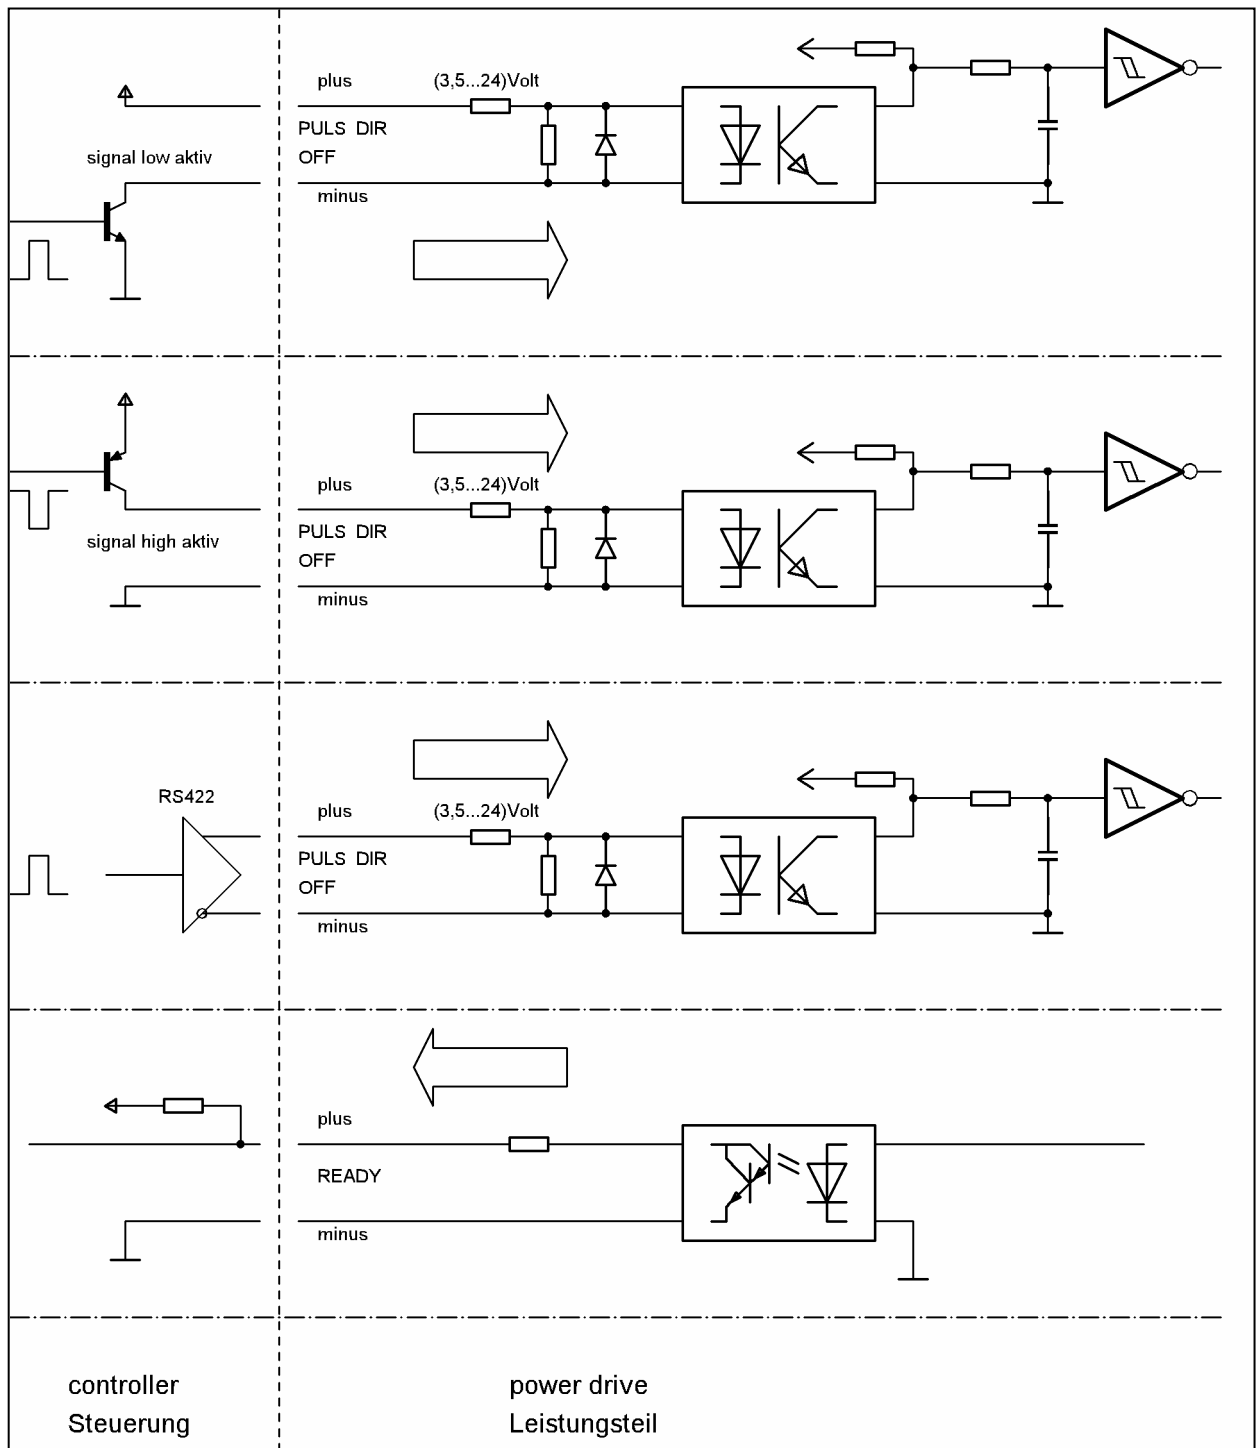 plus (3,5...24)Volt
PULS DIR
OFF
signal low aktiv
minus
plus (3,5...24)Volt
PULS DIR
signal high aktiv
OFF
minus
RS422
plus (3,5...24)Volt
PULS DIR
OFF
minus
plus
READY
minus
controller power drive
Steuerung Leistungsteil